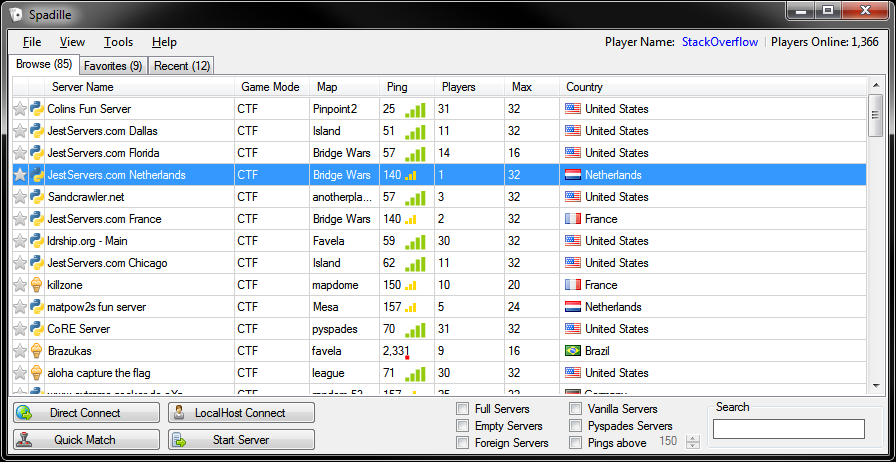 Spadille
File View Tools Help Player Name: StackOverflow Players Online: 1,366
Browse (85) Favorites (9) Recent (12)
Server Name Game Mode Map Ping Players Max Country
Colins Fun Server CTF Pinpoint2 25 31 32 United States
JestServers.com Dallas CTF Island 51 11 32 United States
JestServers.com Florida CTF Bridge Wars 57 14 16 United States
JestServers.com Netherlands CTF Bridge Wars 140 1 32 Netherlands
Sandcrawler.net CTF anotherpla... 57 3 32 United States
JestServers.com France CTF Bridge Wars 140 2 32 France
ldrship.org - Main CTF Favela 59 30 32 United States
JestServers.com Chicago CTF Island 62 11 32 United States
killzone CTF mapdome 150 10 20 France
matpow2s fun server CTF Mesa 157 5 24 Netherlands
CoRE Server CTF pyspades 70 31 32 United States
Brazukas CTF favela 2,331 9 16 Brazil
aloha capture the flag CTF league 71 30 32 United States
CTF 157 32 Germany
Direct Connect LocalHost Connect Full Servers Vanilla Servers Search
Empty Servers Pyspades Servers
Quick Match Start Server Foreign Servers Pings above 150